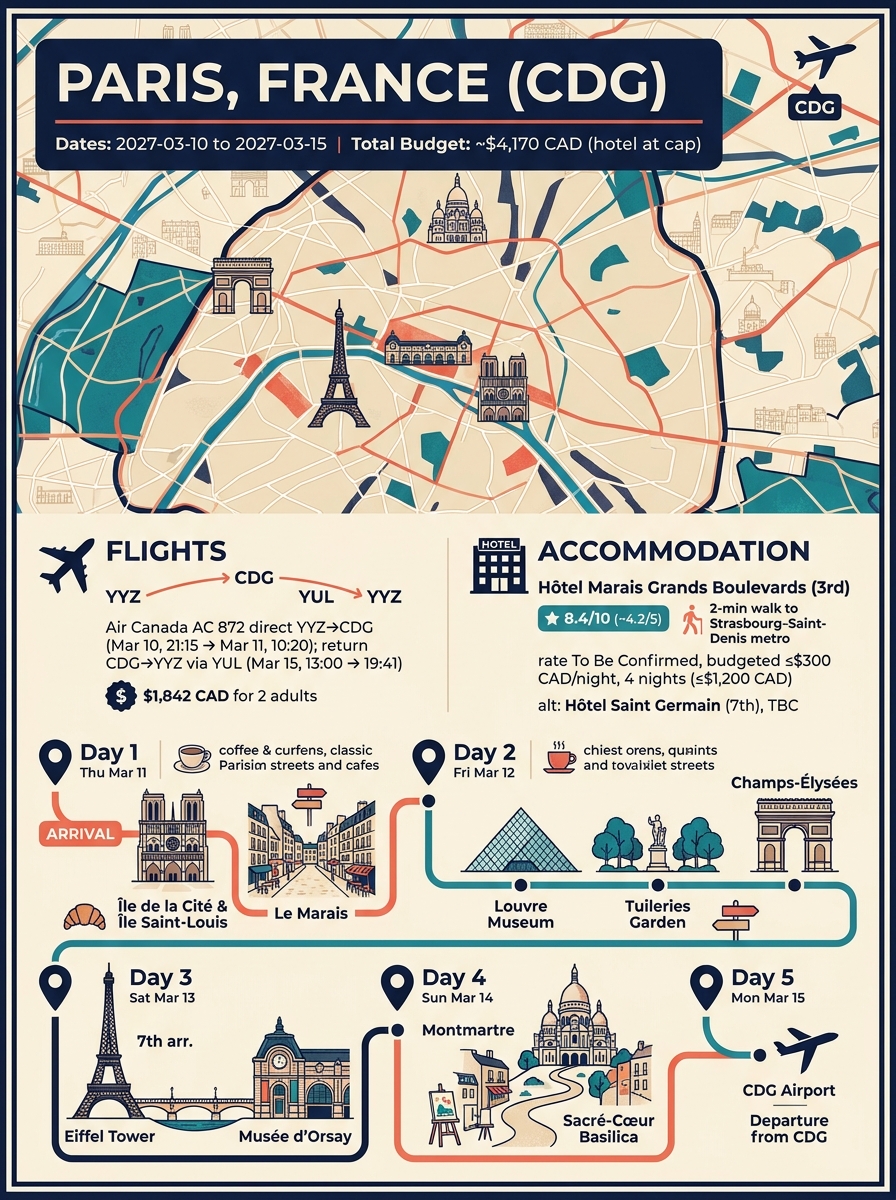 PARIS, FRANCE (CDG)
Dates: 2027-03-10 to 2027-03-15 | Total Budget: ~$4,170 CAD (hotel at cap)
CDG
FLIGHTS
YYZ
CDG
YUL
YYZ
Air Canada AC 872 direct YYZ→CDG
(Mar 10, 21:15 → Mar 11, 10:20); return
CDG→YYZ via YUL (Mar 15, 13:00 → 19:41)
$
$1,842 CAD for 2 adults
HOTEL
ACCOMMODATION
Hôtel Marais Grands Boulevards (3rd)
8.4/10 (~4.2/5)
2-min walk to
Strasbourg-Saint-
Denis metro
rate To Be Confirmed, budgeted ≤$300
CAD/night, 4 nights (≤$1,200 CAD)
alt: Hôtel Saint Germain (7th), TBC
Day 1
Thu Mar 11
coffee & curfens, classic
Parisim streets and cafes
ARRIVAL
Île de la Cité &
Île Saint-Louis
Le Marais
Day 2
Fri Mar 12
chiest orens,
and streets
Champs-Élysées
Louvre
Museum
Tuileries
Garden
Day 3
Sat Mar 13
7th arr.
Eiffel Tower
Musée d'Orsay
Day 4
Sun Mar 14
Montmartre
Sacré-Cœur
Basilica
Day 5
Mon Mar 15
CDG Airport
Departure
from CDG